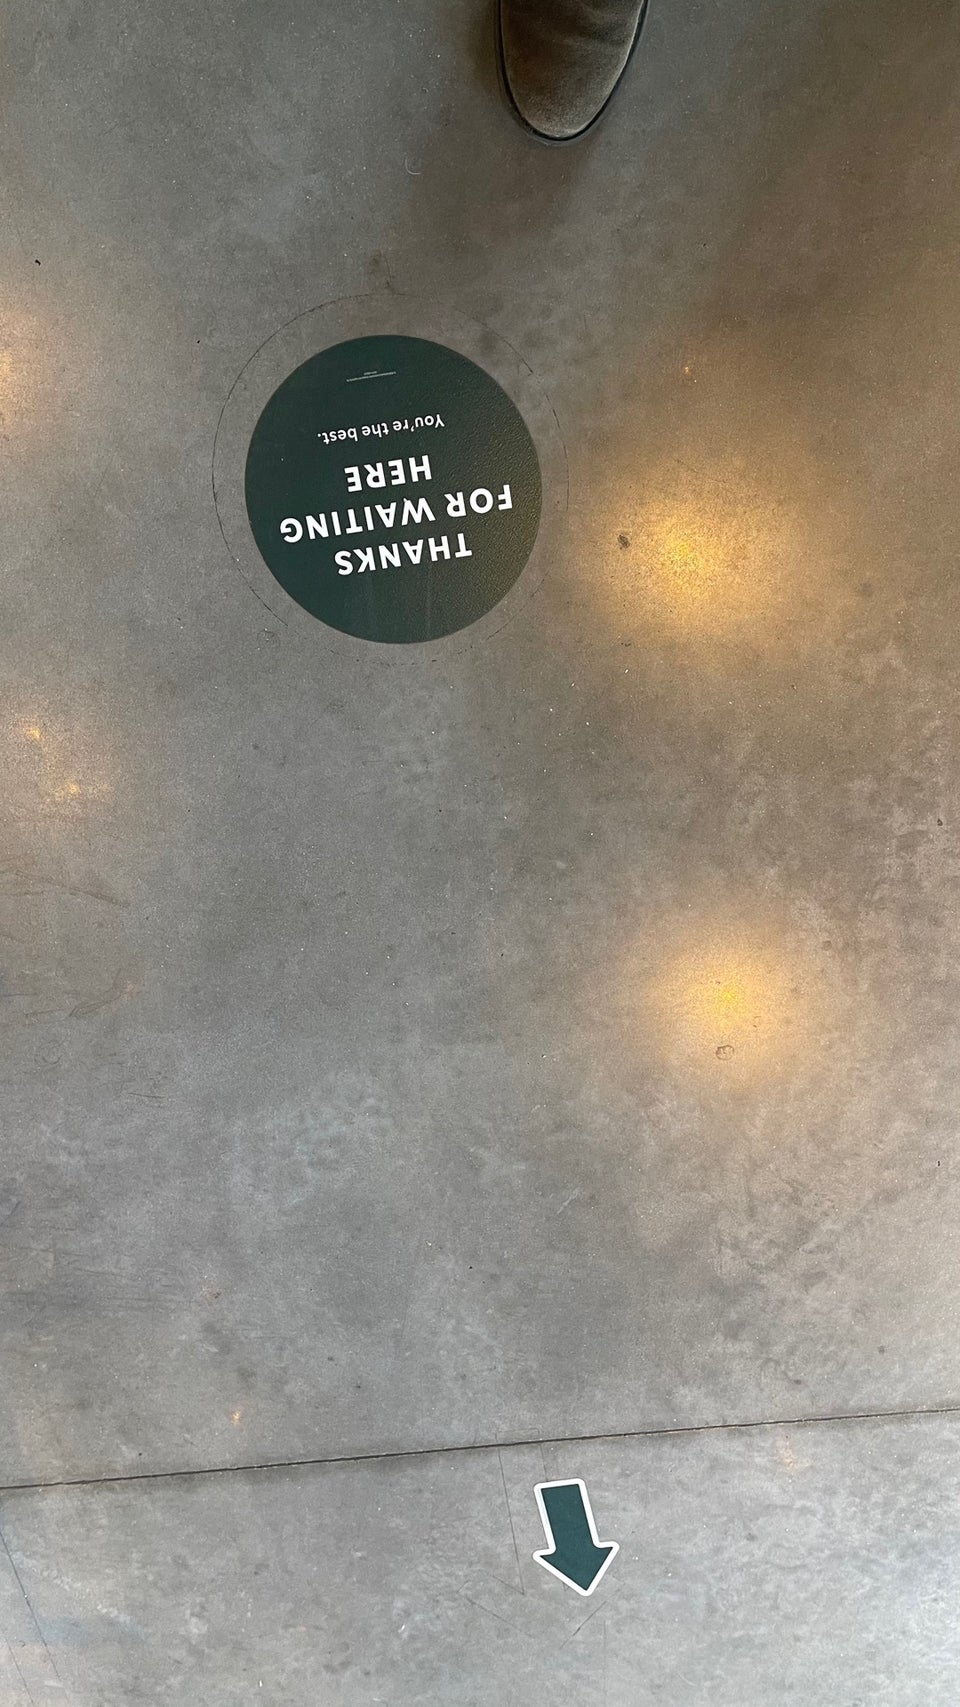 THANKS
FOR WAITING
HERE
You're the best.